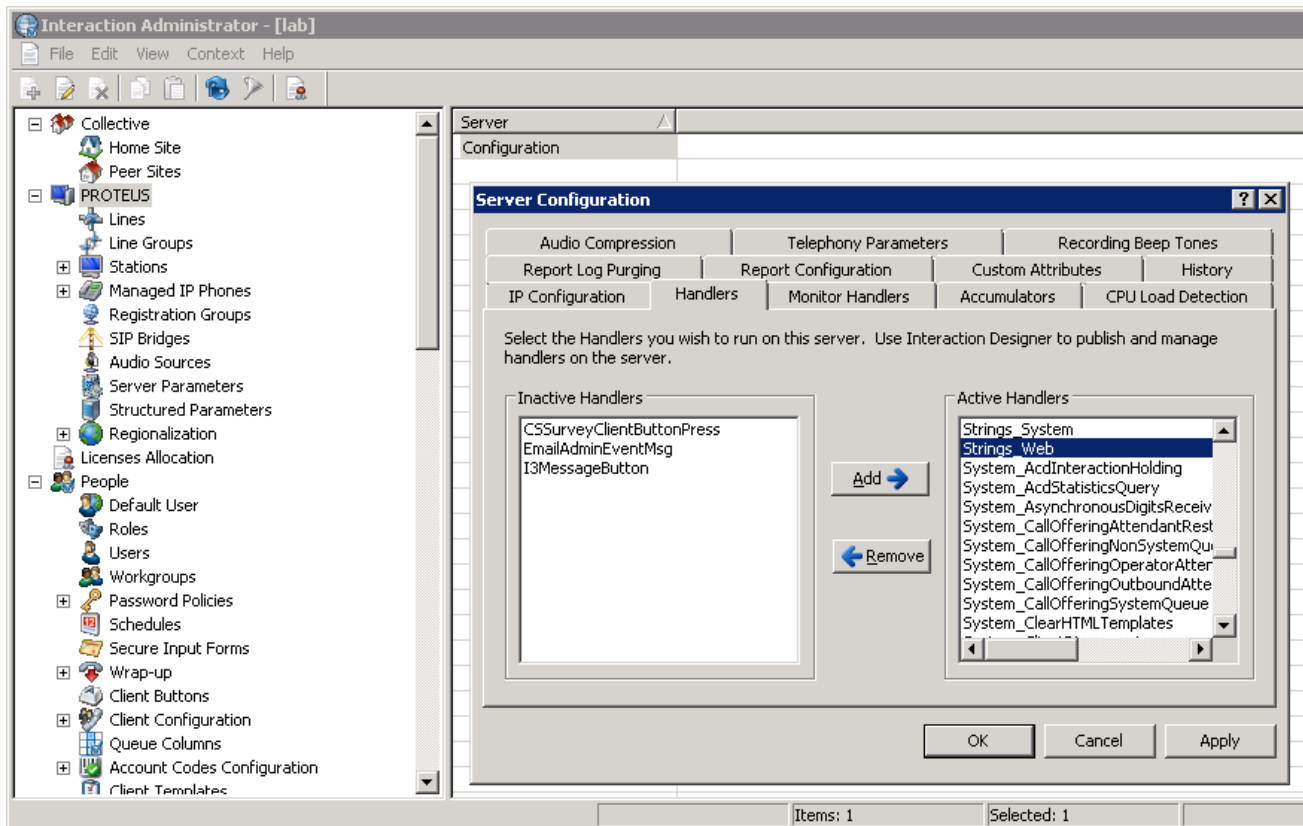 Interaction Administrator - [lab]
File Edit View Context Help
Collective
Home Site
Peer Sites
PROTEUS
Lines
Line Groups
Stations
Managed IP Phones
Registration Groups
SIP Bridges
Audio Sources
Server Parameters
Structured Parameters
Regionalization
Licenses Allocation
People
Default User
Roles
Users
Workgroups
Password Policies
Schedules
Secure Input Forms
Wrap-up
Client Buttons
Client Configuration
Queue Columns
Account Codes Configuration
Client Templates
Server
Configuration
Server Configuration
Audio Compression Telephony Parameters Recording Beep Tones
Report Log Purging Report Configuration Custom Attributes History
IP Configuration Handlers Monitor Handlers Accumulators CPU Load Detection
Select the Handlers you wish to run on this server. Use Interaction Designer to publish and manage
handlers on the server.
Inactive Handlers
CSSurveyClientButtonPress
EmailAdminEventMsg
I3MessageButton
Add
Remove
Active Handlers
Strings_System
Strings_Web
System_AcdInteractionHolding
System_AcdStatisticsQuery
System_AsynchronousDigitsReceiv
System_CallOfferingAttendantRest
System_CallOfferingNonSystemQu
System_CallOfferingOperatorAtten
System_CallOfferingOutboundAtte
System_CallOfferingSystemQueue
System_ClearHTMLTemplates
OK Cancel Apply
Items: 1 Selected: 1